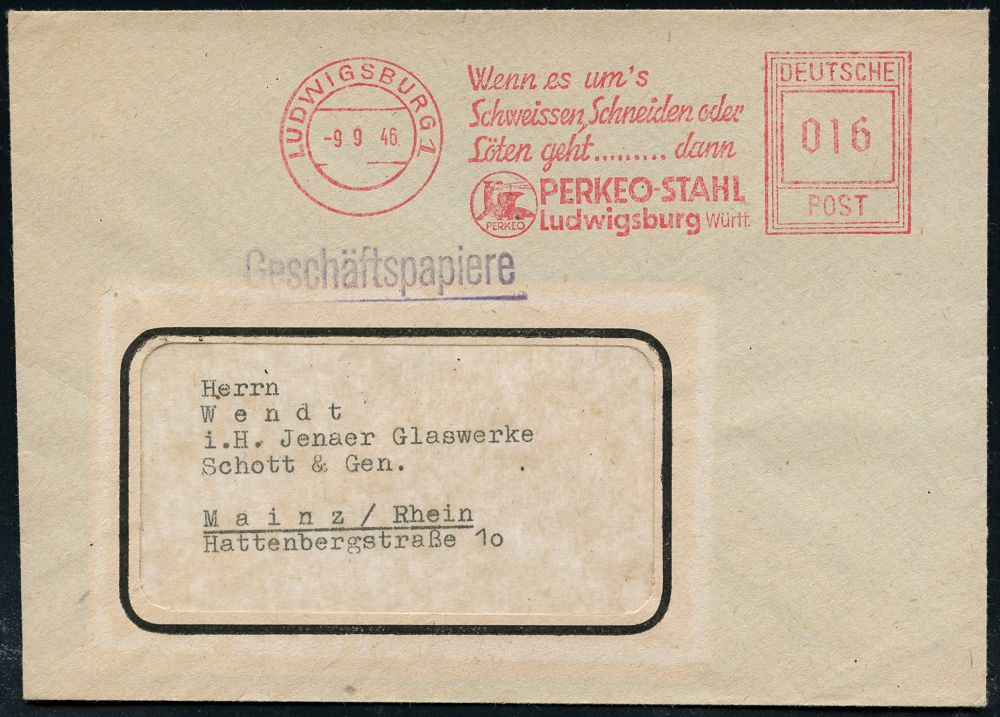 LUDWIGSBURG 1
-9 9 46.
Wenn es um's
Schweissen, Schneiden oder
Löten geht.......... dann
PERKEO
PERKEO-STAHL
Ludwigsburg Württ.
DEUTSCHE
016
POST
Geschäftspapiere
Herrn
W e n d t
i.H. Jenaer Glaswerke
Schott & Gen.
M a i n z / Rhein
Hattenbergstraße 1o